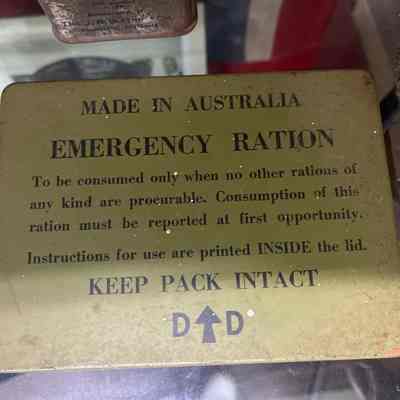 MADE IN AUSTRALIA
EMERGENCY RATION
To be consumed only when no other rations of
any kind are procurable. Consumption of this
ration must be reported at first opportunity.
Instructions for use are printed INSIDE the lid.
KEEP PACK INTACT
D D